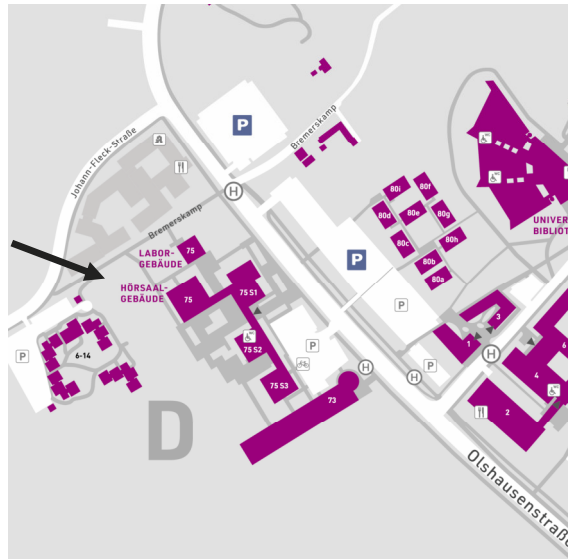 P
Bremerskamp
Johann-Fleck-Straße
H
Bremerskamp
80i
80f
80d
80e
80g
80c
80h
80b
80a
UNIVER
BIBLIOT
LABOR-
GEBÄUDE
75
HÖRSAAL-
GEBÄUDE
75
75 S1
P
P
3
1
6
75 S2
P
P
H
4
P
6-14
75 S3
H
H
2
73
D
Olshausenstraße